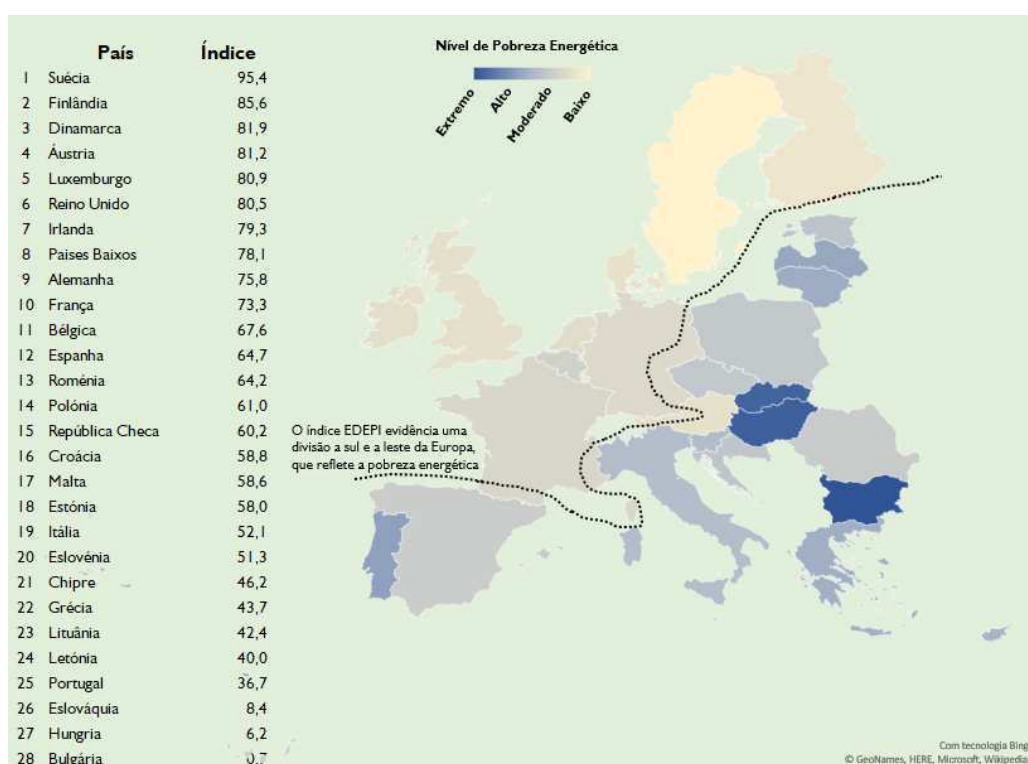 País Índice
1 Suécia 95,4
2 Finlândia 85,6
3 Dinamarca 81,9
4 Áustria 81,2
5 Luxemburgo 80,9
6 Reino Unido 80,5
7 Irlanda 79,3
8 Paises Baixos 78,1
9 Alemanha 75,8
10 França 73,3
11 Bélgica 67,6
12 Espanha 64,7
13 Roménia 64,2
14 Polónia 61,0
15 República Checa 60,2
16 Croácia 58,8
17 Malta 58,6
18 Estónia 58,0
19 Itália 52,1
20 Eslovénia 51,3
21 Chipre 46,2
22 Grécia 43,7
23 Lituânia 42,4
24 Letónia 40,0
25 Portugal 36,7
26 Eslováquia 8,4
27 Hungria 6,2
28 Bulgária 0,7
Nível de Pobreza Energética
Extremo
Alto
Moderado
Baixo
O índice EDEPI evidência uma
divisão a sul e a leste da Europa,
que reflete a pobreza energética
Com tecnologia Bing
© GeoNames, HERE, Microsoft, Wikipedia